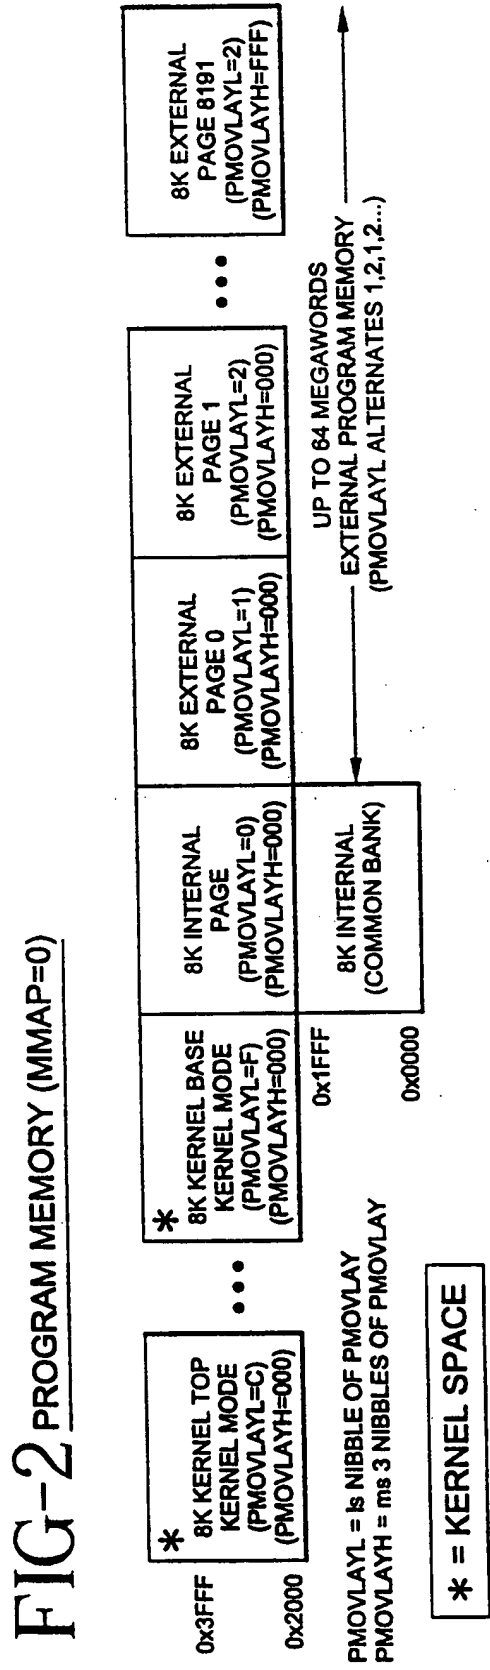 FIG-2 PROGRAM MEMORY (MMAP=0)
0x3FFF
0x2000
*
8K KERNEL TOP
KERNEL MODE
(PMOVLAYL=C)
(PMOVLAYH=000)
•••
*
8K KERNEL BASE
KERNEL MODE
(PMOVLAYL=F)
(PMOVLAYH=000)
8K INTERNAL
PAGE
(PMOVLAYL=0)
(PMOVLAYH=000)
8K EXTERNAL
PAGE 0
(PMOVLAYL=1)
(PMOVLAYH=000)
8K EXTERNAL
PAGE 1
(PMOVLAYL=2)
(PMOVLAYH=000)
•••
8K EXTERNAL
PAGE 8191
(PMOVLAYL=2)
(PMOVLAYH=FFF)
0x1FFF
0x0000
8K INTERNAL
(COMMON BANK)
UP TO 64 MEGAWORDS
EXTERNAL PROGRAM MEMORY
(PMOVLAYL ALTERNATES 1,2,1,2...)
PMOVLAYL = ls NIBBLE OF PMOVLAY
PMOVLAYH = ms 3 NIBBLES OF PMOVLAY
* = KERNEL SPACE